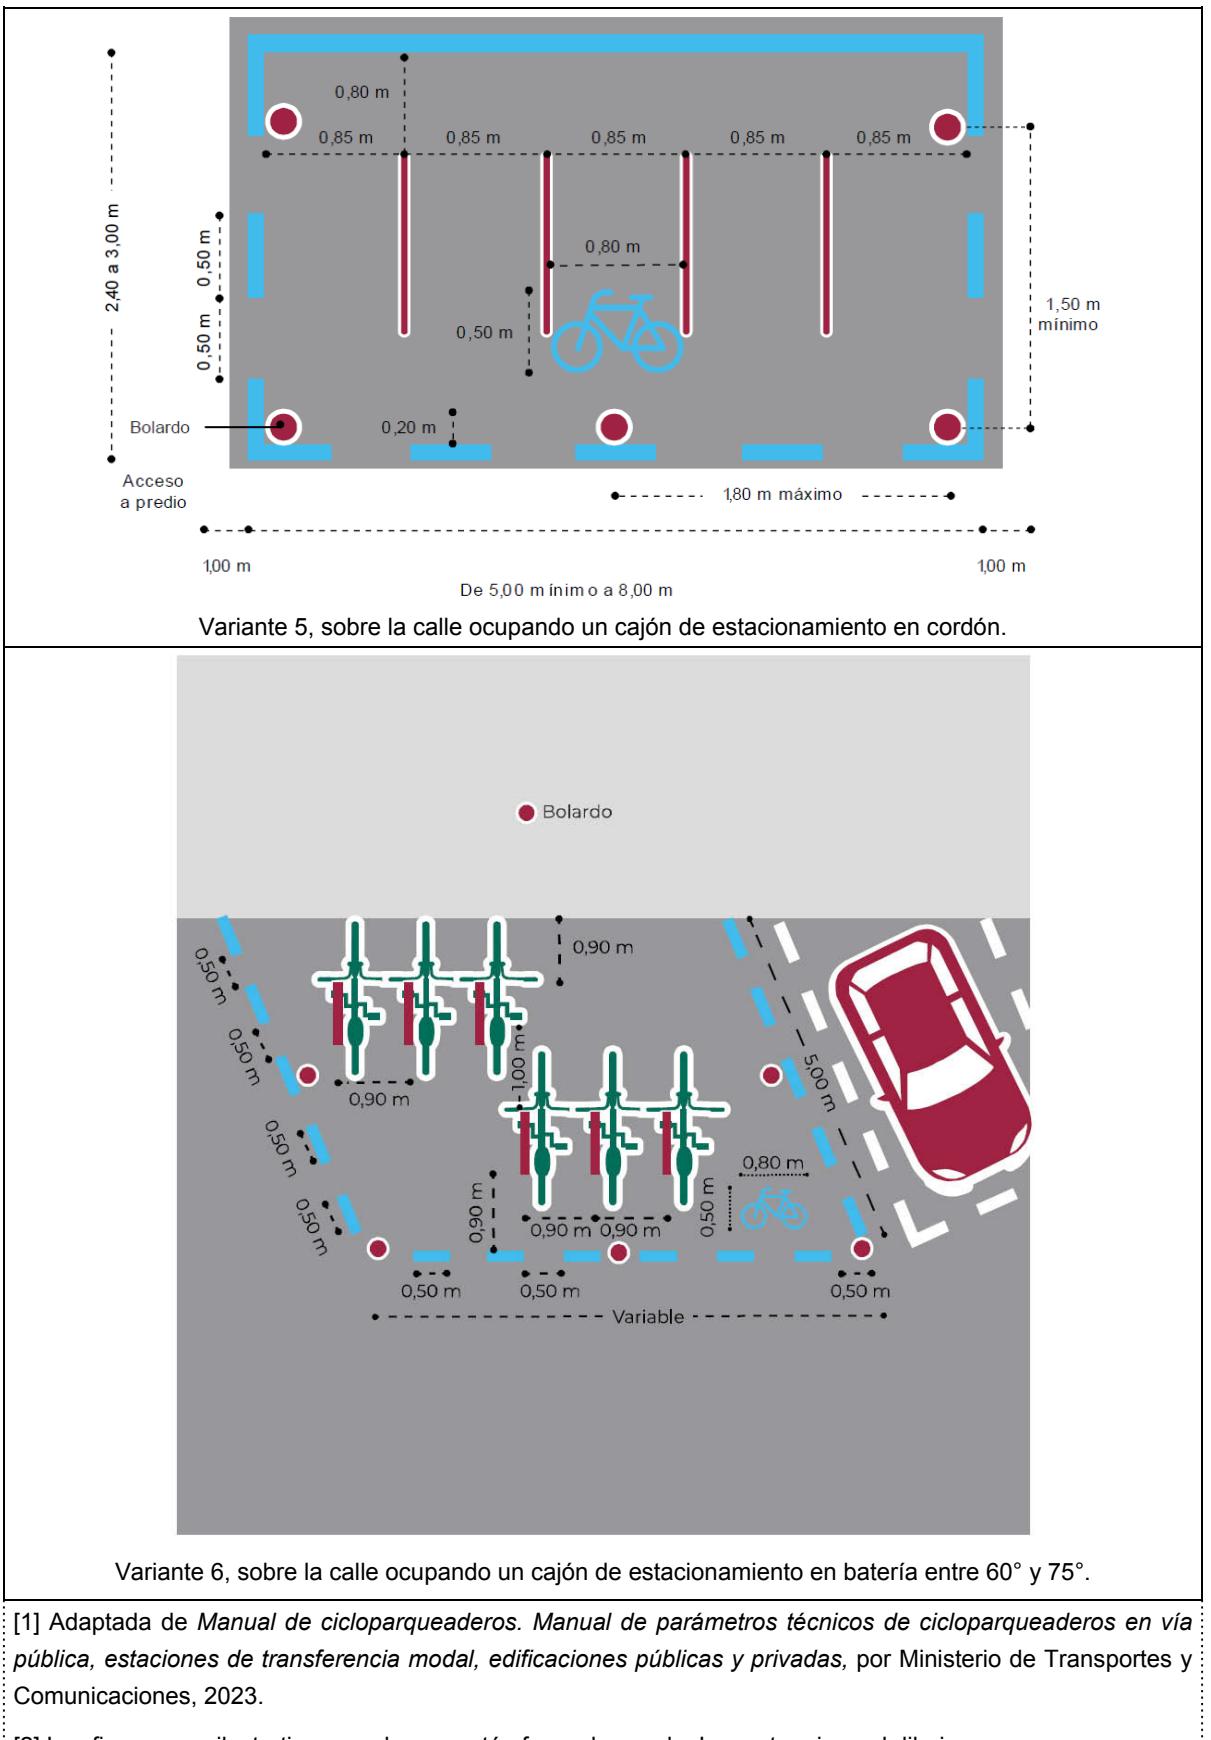 0,80 m
0,85 m 0,85 m 0,85 m 0,85 m 0,85 m
2,40 a 3,00 m
0,50 m
0,80 m
1,50 m
mínimo
0,50 m
0,50 m
Bolardo
0,20 m
Acceso
a predio
1,80 m máximo
1,00 m
1,00 m
De 5,00 mínimo a 8,00 m
Variante 5, sobre la calle ocupando un cajón de estacionamiento en cordón.
Bolardo
0,90 m
0,50 m
0,50 m
1,00 m
5,00 m
0,90 m
0,50 m
0,80 m
0,50 m
0,90 m
0,50 m
0,90 m 0,90 m
0,50 m
0,50 m
0,50 m
Variable
Variante 6, sobre la calle ocupando un cajón de estacionamiento en batería entre 60° y 75°.
[1] Adaptada de Manual de cicloparqueaderos. Manual de parámetros técnicos de cicloparqueaderos en vía
pública, estaciones de transferencia modal, edificaciones públicas y privadas, por Ministerio de Transportes y
Comunicaciones, 2023.